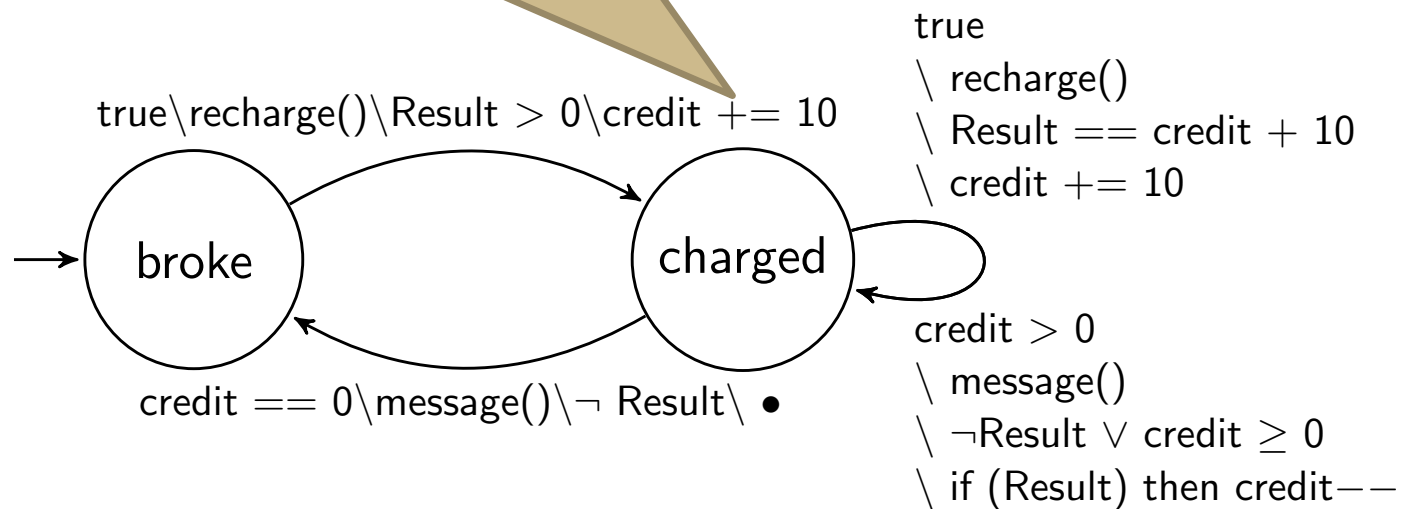 true
\ recharge()
\ Result == credit + 10
\ credit += 10
true\recharge()\Result > 0\credit += 10
broke
charged
credit == 0\message()\¬ Result\ •
credit > 0
\ message()
\ ¬Result ∨ credit ≥ 0
\ if (Result) then credit−−